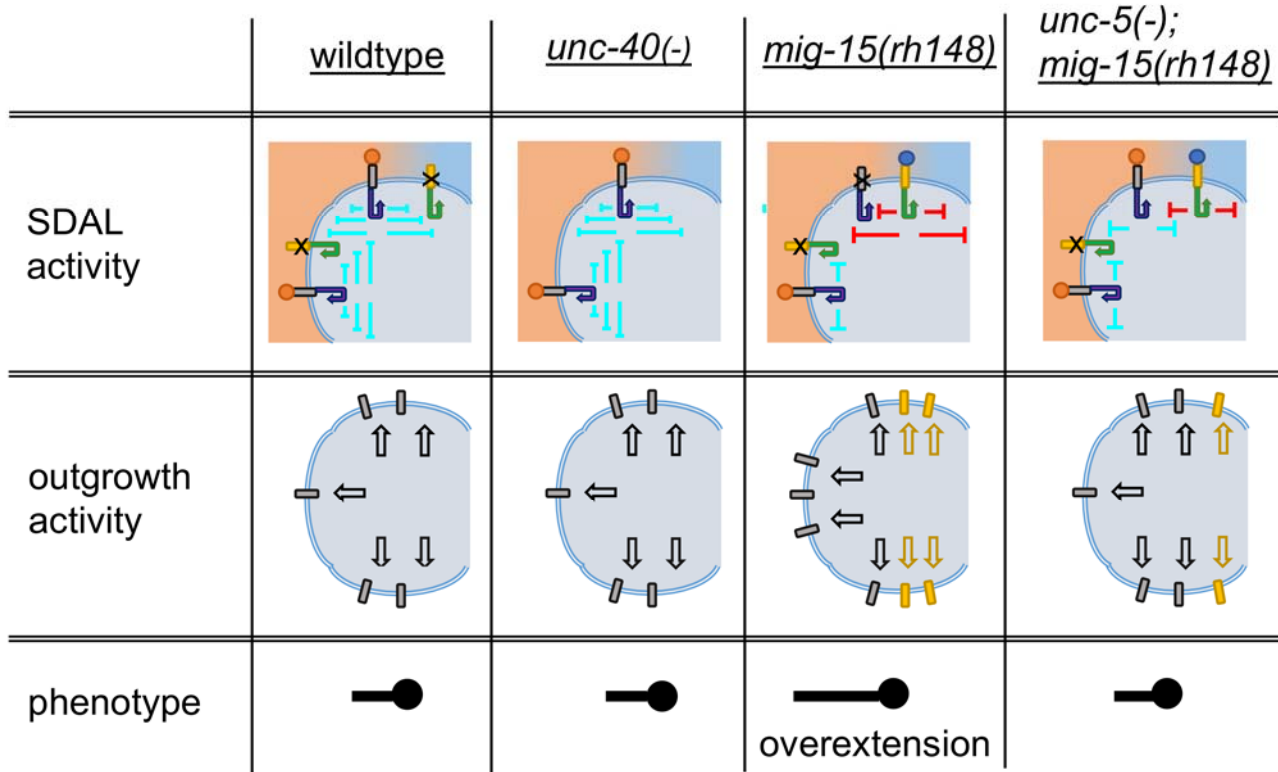 wildtype
unc-40(-)
mig-15(rh148)
unc-5(-);
mig-15(rh148)
SDAL
activity
outgrowth
activity
phenotype
overextension